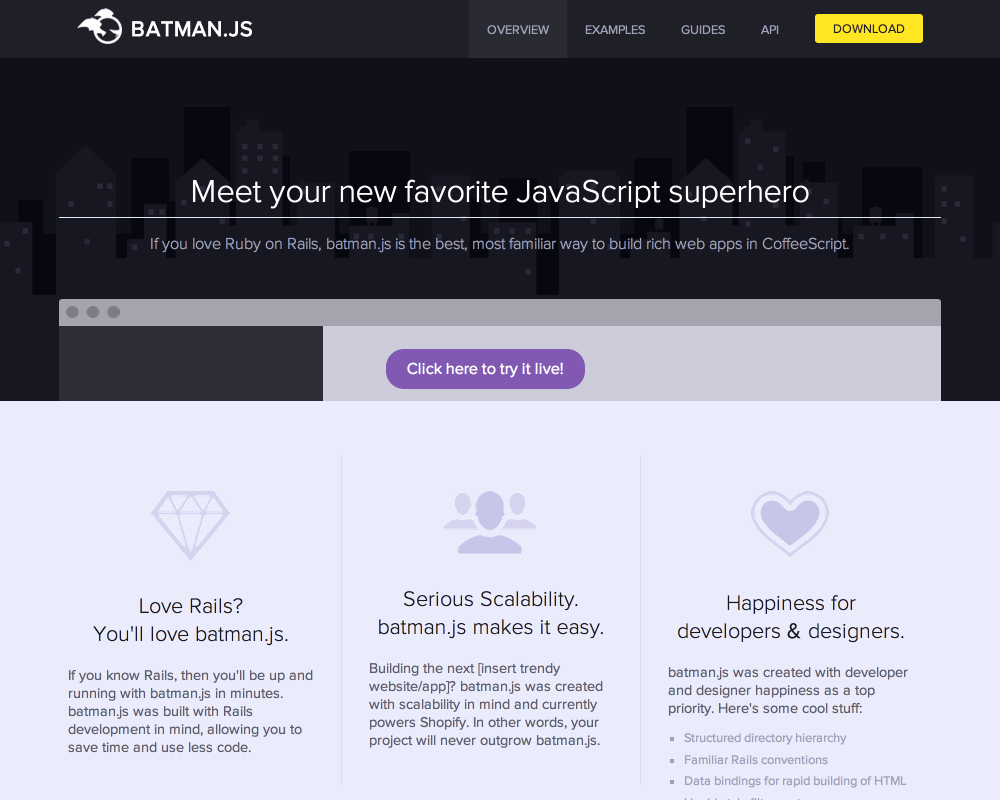 BATMAN.JS
OVERVIEW
EXAMPLES
GUIDES
API
DOWNLOAD
Meet your new favorite JavaScript superhero
If you love Ruby on Rails, batman.js is the best, most familiar way to build rich web apps in CoffeeScript.
Click here to try it live!
Love Rails?
You'll love batman.js.
If you know Rails, then you'll be up and
running with batman.js in minutes.
batman.js was built with Rails
development in mind, allowing you to
save time and use less code.
Serious Scalability.
batman.js makes it easy.
Building the next [insert trendy
website/app]? batman.js was created
with scalability in mind and currently
powers Shopify. In other words, your
project will never outgrow batman.js.
Happiness for
developers & designers.
batman.js was created with developer
and designer happiness as a top
priority. Here's some cool stuff:
Structured directory hierarchy
Familiar Rails conventions
Data bindings for rapid building of HTML